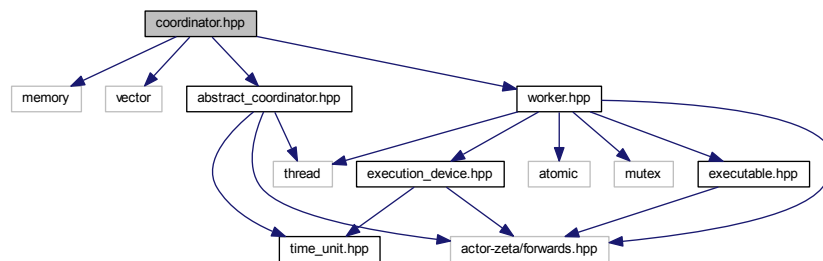 coordinator.hpp
memory
vector
abstract_coordinator.hpp
worker.hpp
thread
execution_device.hpp
atomic
mutex
executable.hpp
time_unit.hpp
actor-zeta/forwards.hpp